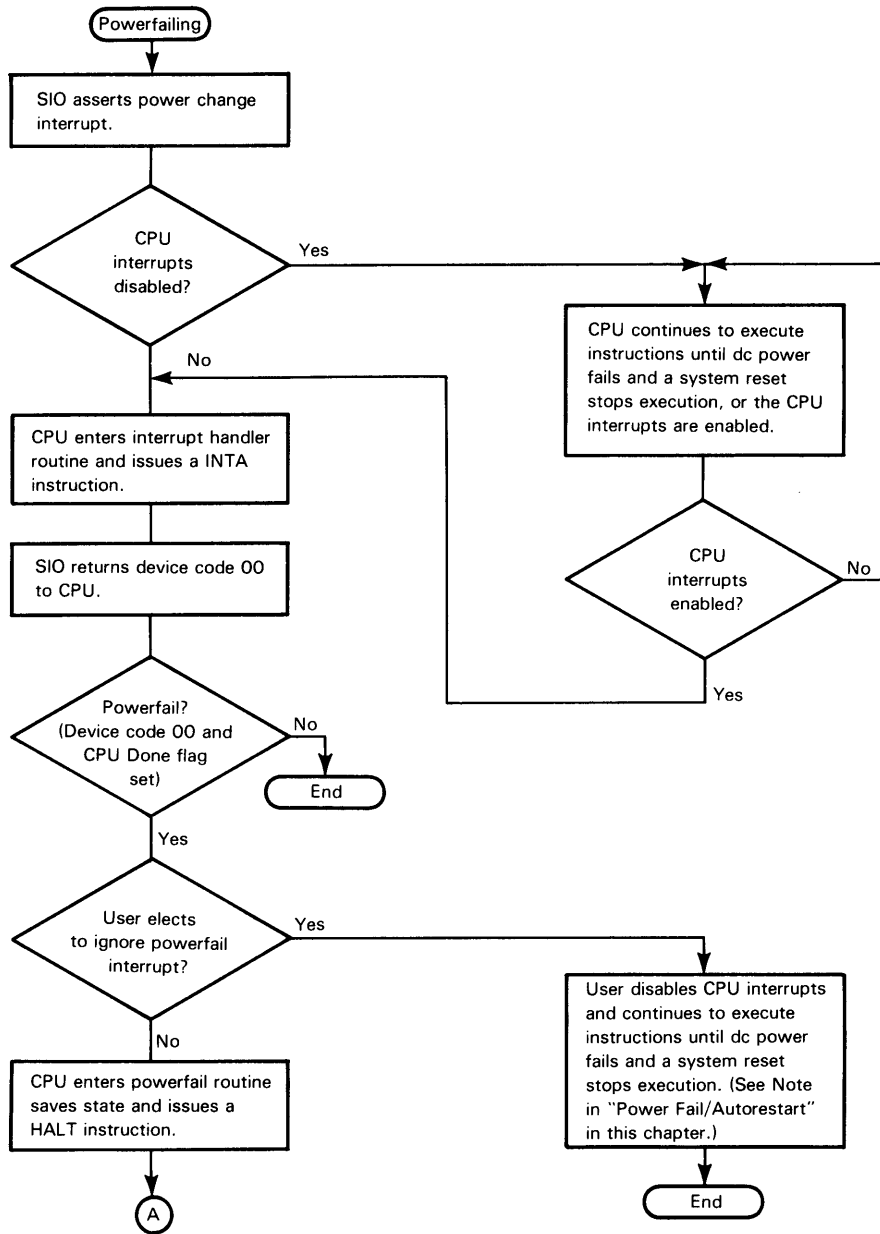 Powerfailing
SIO asserts power change
interrupt.
CPU
interrupts
disabled?
Yes
No
CPU continues to execute
instructions until dc power
fails and a system reset
stops execution, or the CPU
interrupts are enabled.
CPU enters interrupt handler
routine and issues a INTA
instruction.
CPU
interrupts
enabled?
No
Yes
SIO returns device code 00
to CPU.
Powerfail?
(Device code 00 and
CPU Done flag
set)
No
End
Yes
User elects
to ignore powerfail
interrupt?
Yes
No
User disables CPU interrupts
and continues to execute
instructions until dc power
fails and a system reset
stops execution. (See Note
in "Power Fail/Autorestart"
in this chapter.)
End
CPU enters powerfail routine
saves state and issues a
HALT instruction.
A